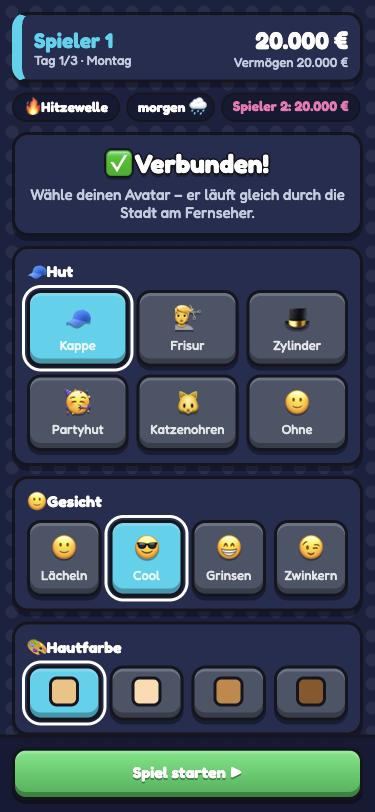 Spieler 1
20.000 €
Tag 1/3 · Montag
Vermögen 20.000 €
Hitzewelle
morgen
Spieler 2: 20.000 €
Verbunden!
Wähle deinen Avatar – er läuft gleich durch die
Stadt am Fernseher.
Hut
Kappe
Frisur
Zylinder
Partyhut
Katzenohren
Ohne
Gesicht
Lächeln
Cool
Grinsen
Zwinkern
Hautfarbe
Spiel starten ▶